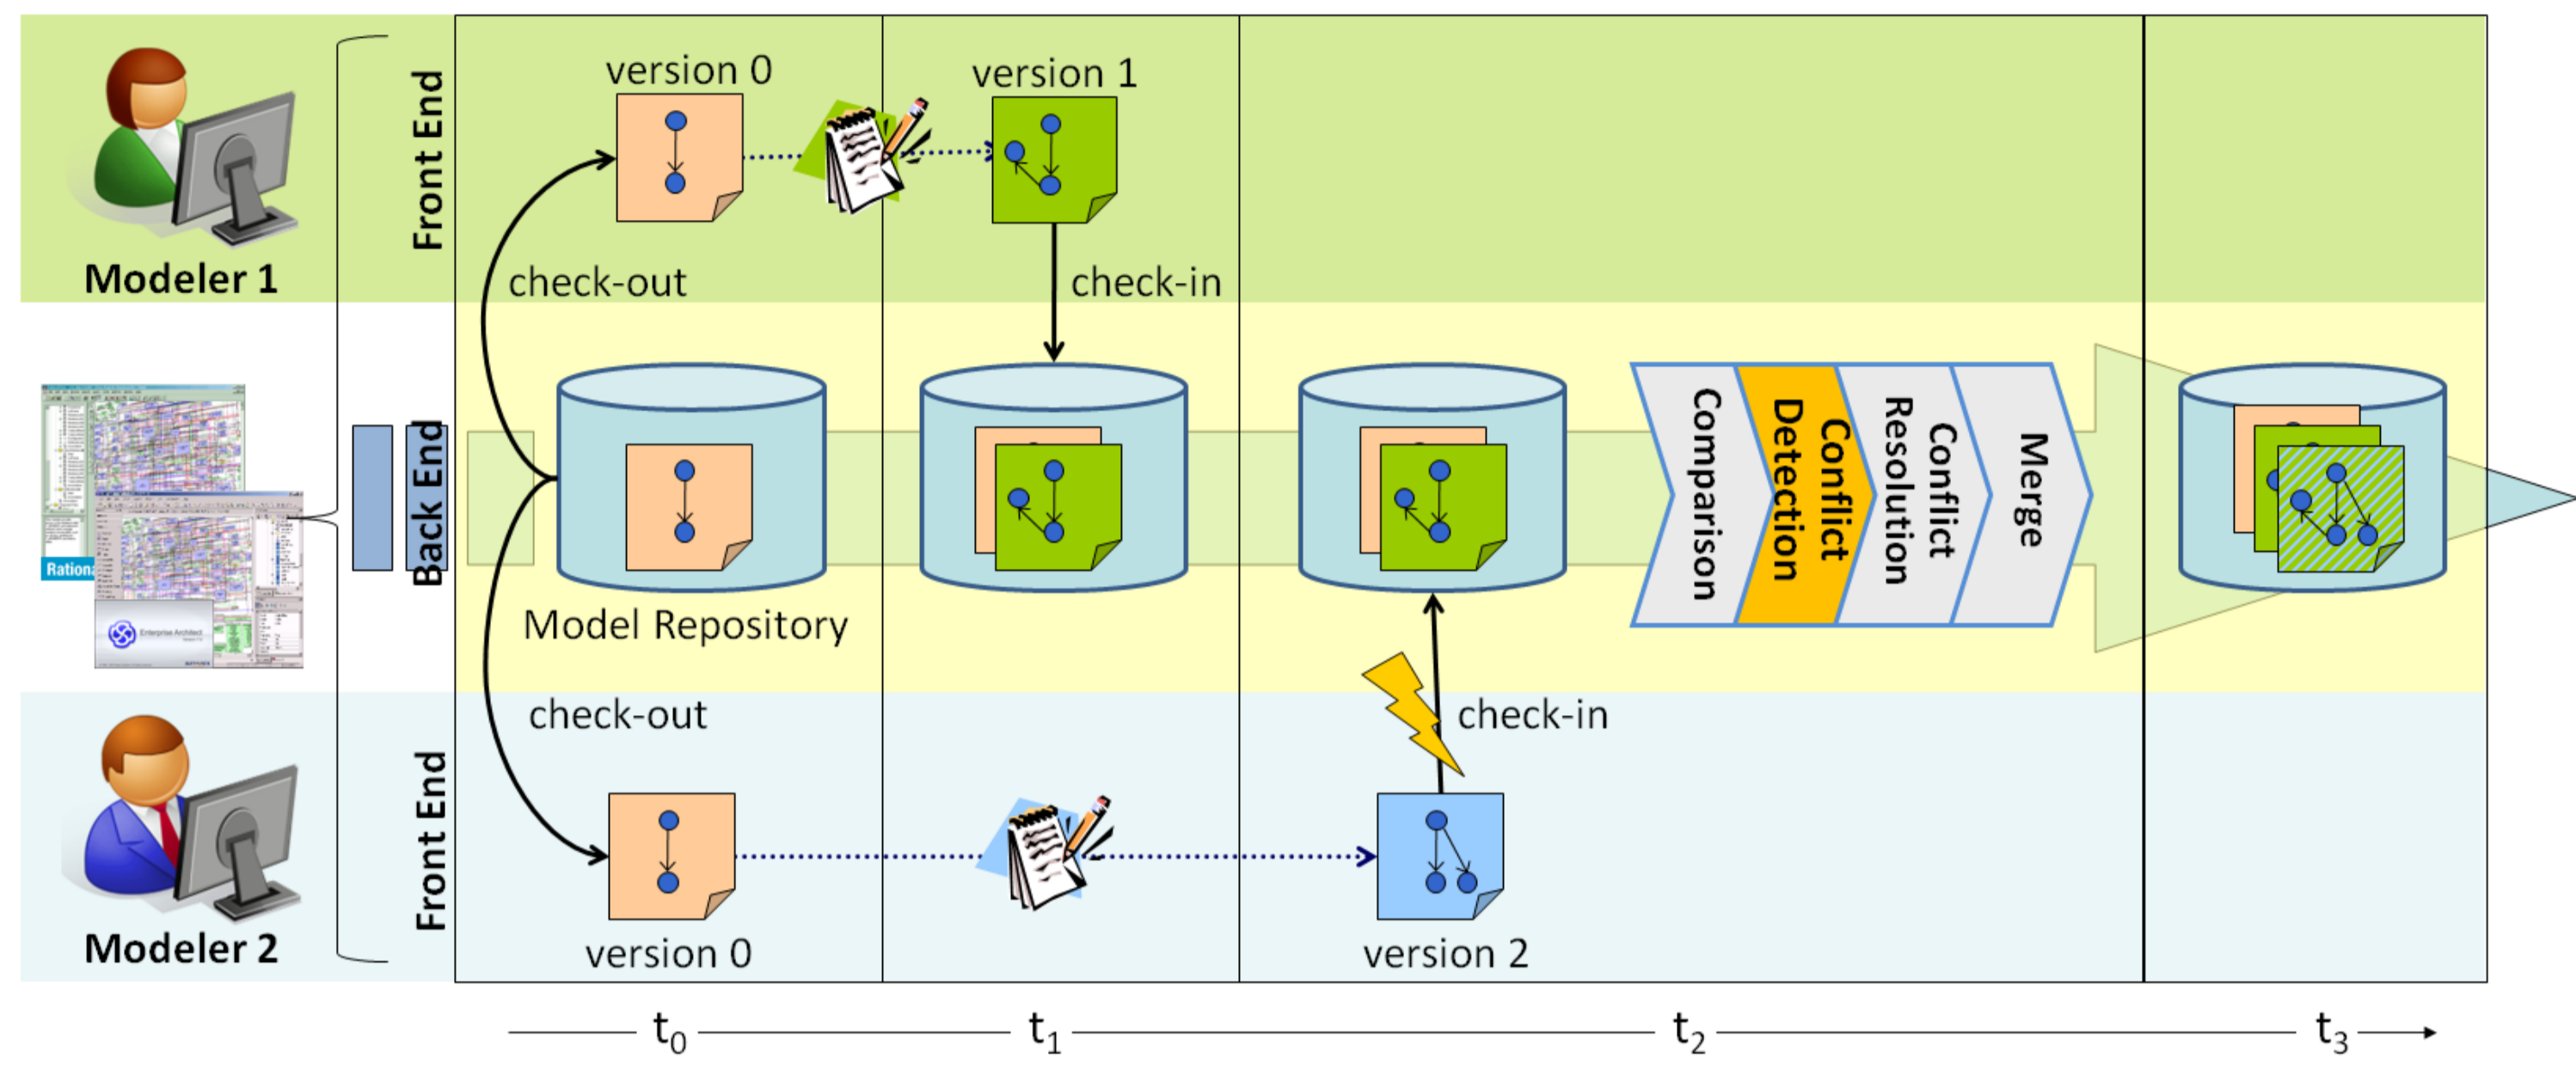 version 0
version 1
Front End
Modeler 1
check-out
check-in
Back End
Rationa
Enterprise Architect
Comparison
Conflict
Detection
Conflict
Resolution
Merge
Model Repository
check-out
check-in
Front End
Modeler 2
version 0
version 2
t0
t1
t2
t3